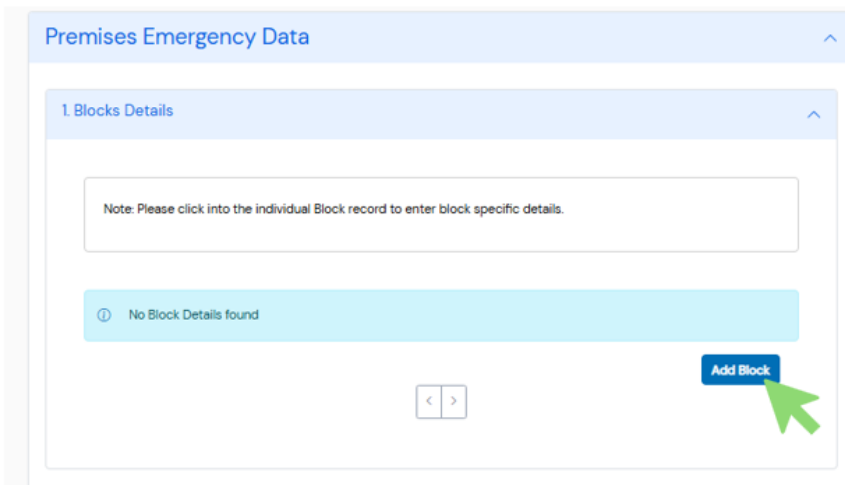 Premises Emergency Data
1. Blocks Details
Note: Please click into the individual Block record to enter block specific details.
No Block Details found
Add Block